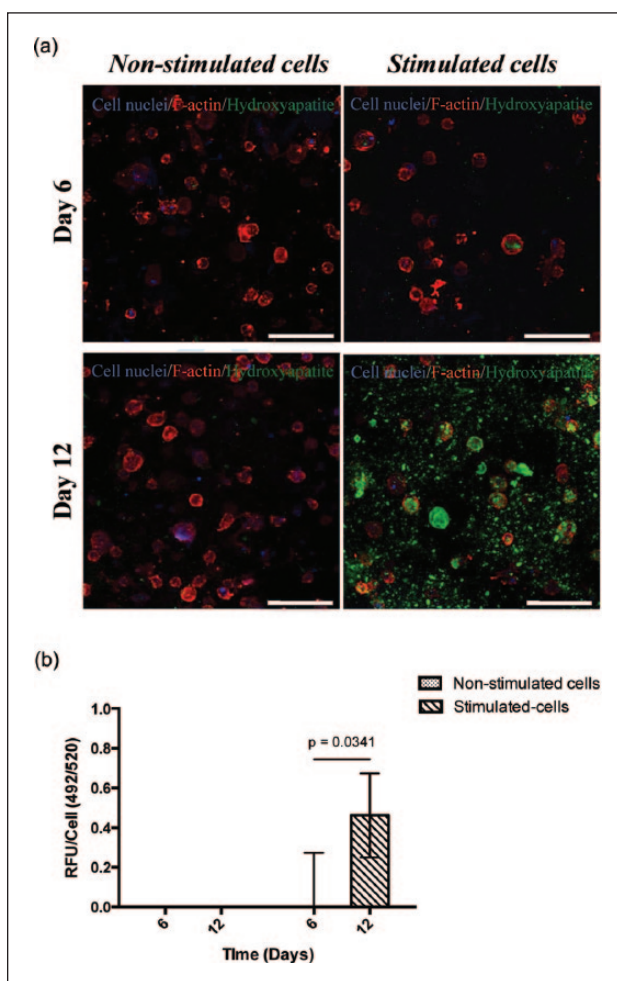 (a)
Non-stimulated cells
Stimulated cells
Day 6
Cell nuclei/F-actin/Hydroxyapatite
Cell nuclei/F-actin/Hydroxyapatite
Day 12
Cell nuclei/F-actin/Hydroxyapatite
Cell nuclei/F-actin/Hydroxyapatite
(b)
Non-stimulated cells
Stimulated-cells
RFU/Cell (492/520)
1.0
0.8
0.6
0.4
0.2
0.0
p = 0.0341
6
12
6
12
TIme (Days)